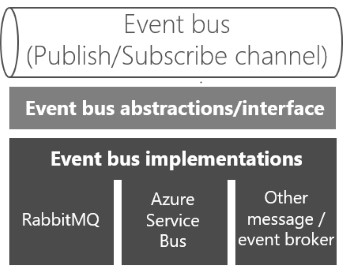 Event bus
(Publish/Subscribe channel)
Event bus abstractions/interface
Event bus implementations
RabbitMQ
Azure
Service
Bus
Other
message /
event broker